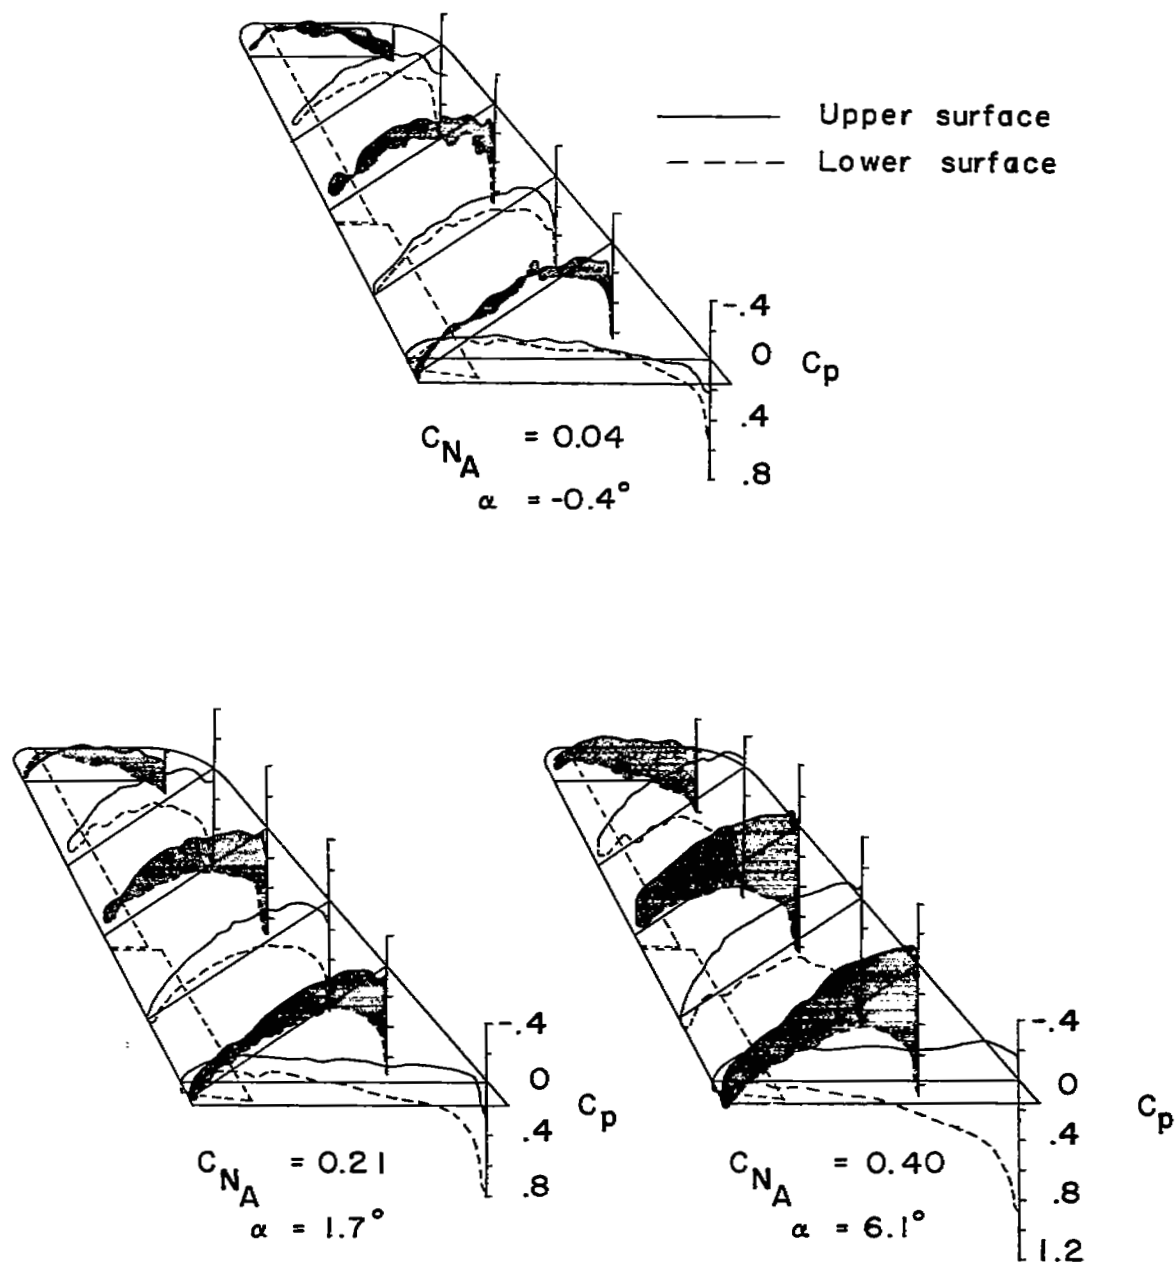 Upper surface
Lower surface
-.4
0
Cp
.4
.8
CNA = 0.04
α = -0.4°
-.4
0
Cp
.4
.8
CNA = 0.21
α = 1.7°
-.4
0
Cp
.4
.8
1.2
CNA = 0.40
α = 6.1°